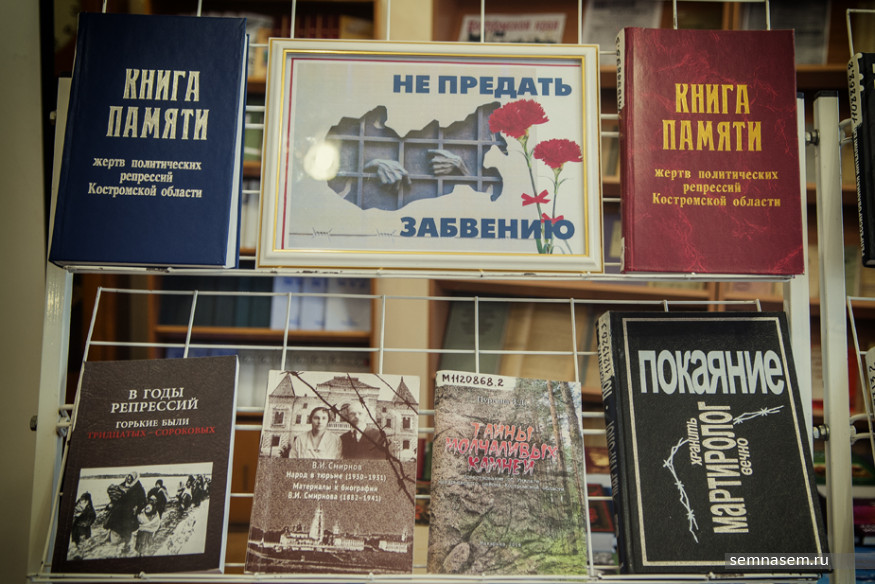 КНИГА
ПАМЯТИ
жертв политических
репрессий
Костромской области
НЕ ПРЕДАТЬ
ЗАБВЕНИЮ
КНИГА
ПАМЯТИ
жертв политических
репрессий
Костромской области
В ГОДЫ
РЕПРЕССИЙ
ГОРЬКИЕ БЫЛИ
ТРИДЦАТЫХ - СОРОКОВЫХ
В.И. Смирнов
Народ в тюрьме (1930-1931)
Материалы к биографии
В.И. Смирнова (1882-1941)
М1120868.2
ТАЙНЫ
МОЛЧАЛИВЫХ
КАМНЕЙ
ПОКАЯНИЕ
хранить
МАРТИРОЛОГ
вечно
semnasem.ru